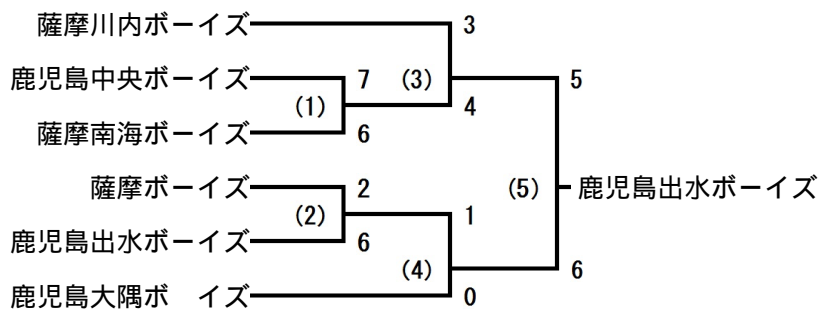 薩摩川内ボーイズ 3
鹿児島中央ボーイズ 7 (3) 5
(1) 4
薩摩南海ボーイズ 6
薩摩ボーイズ 2 (5) 鹿児島出水ボーイズ
(2) 1
鹿児島出水ボーイズ 6
(4) 6
鹿児島大隅ボ イズ 0